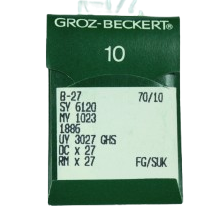 GROZ-BECKERT®
10
B-27 70/10
SY 6120
MY 1023
1886
UY 3027 GHS
DC x 27
RM x 27 FG/SUK